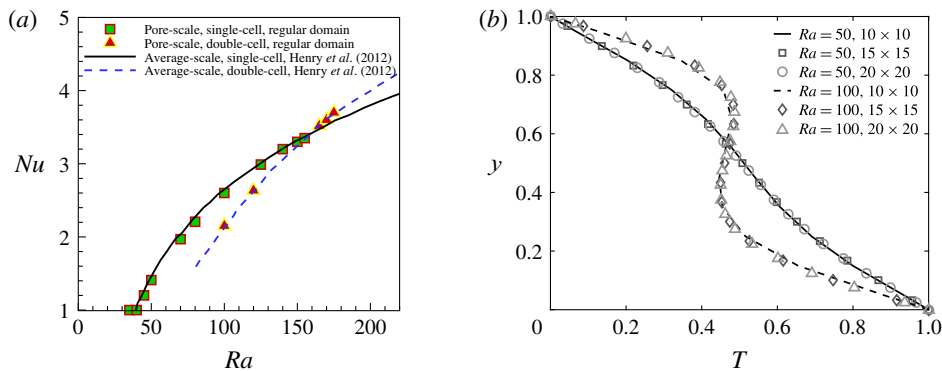 (a)
5
4
Nu
3
2
1
0
50
100
150
200
Ra
Pore-scale, single-cell, regular domain
Pore-scale, double-cell, regular domain
Average-scale, single-cell, Henry et al. (2012)
Average-scale, double-cell, Henry et al. (2012)
(b)
1.0
0.8
0.6
y
0.4
0.2
0
0.2
0.4
0.6
0.8
1.0
T
Ra = 50, 10 × 10
Ra = 50, 15 × 15
Ra = 50, 20 × 20
Ra = 100, 10 × 10
Ra = 100, 15 × 15
Ra = 100, 20 × 20